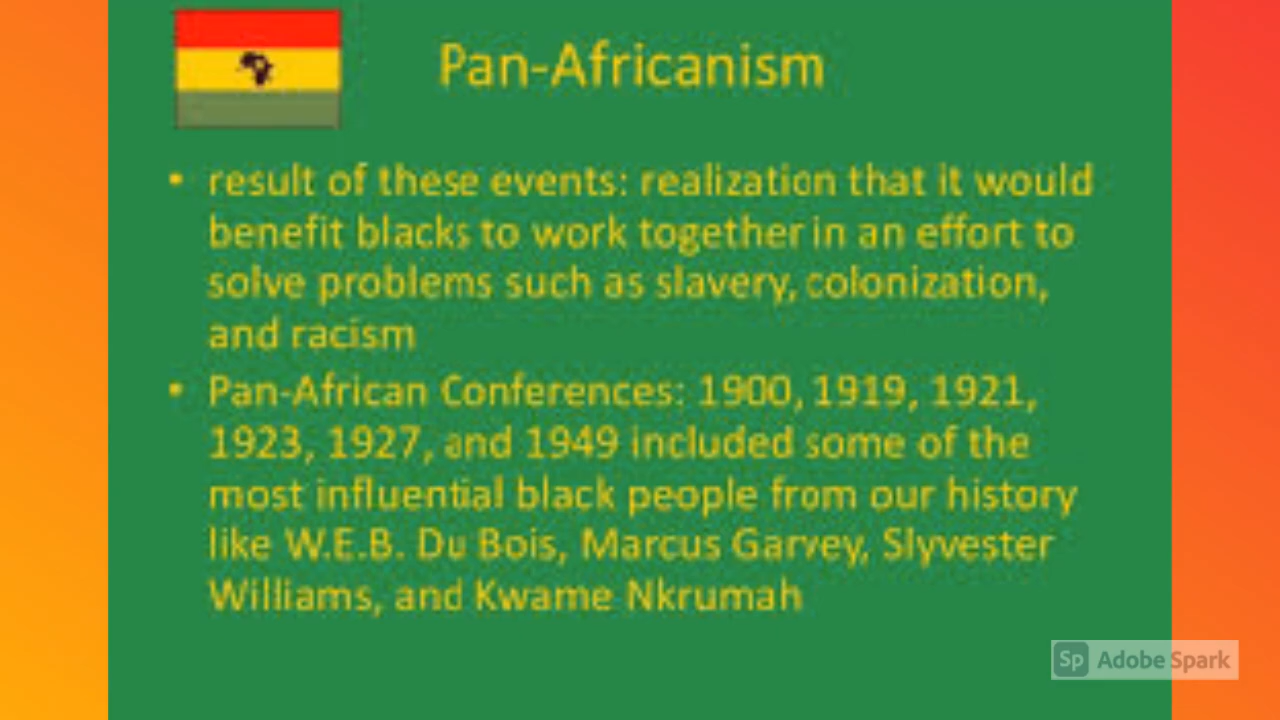 Pan-Africanism
• result of these events: realization that it would
benefit blacks to work together in an effort to
solve problems such as slavery, colonization,
and racism
• Pan-African Conferences: 1900, 1919, 1921,
1923, 1927, and 1949 included some of the
most influential black people from our history
like W.E.B. Du Bois, Marcus Garvey, Slyvester
Williams, and Kwame Nkrumah
Sp Adobe Spark